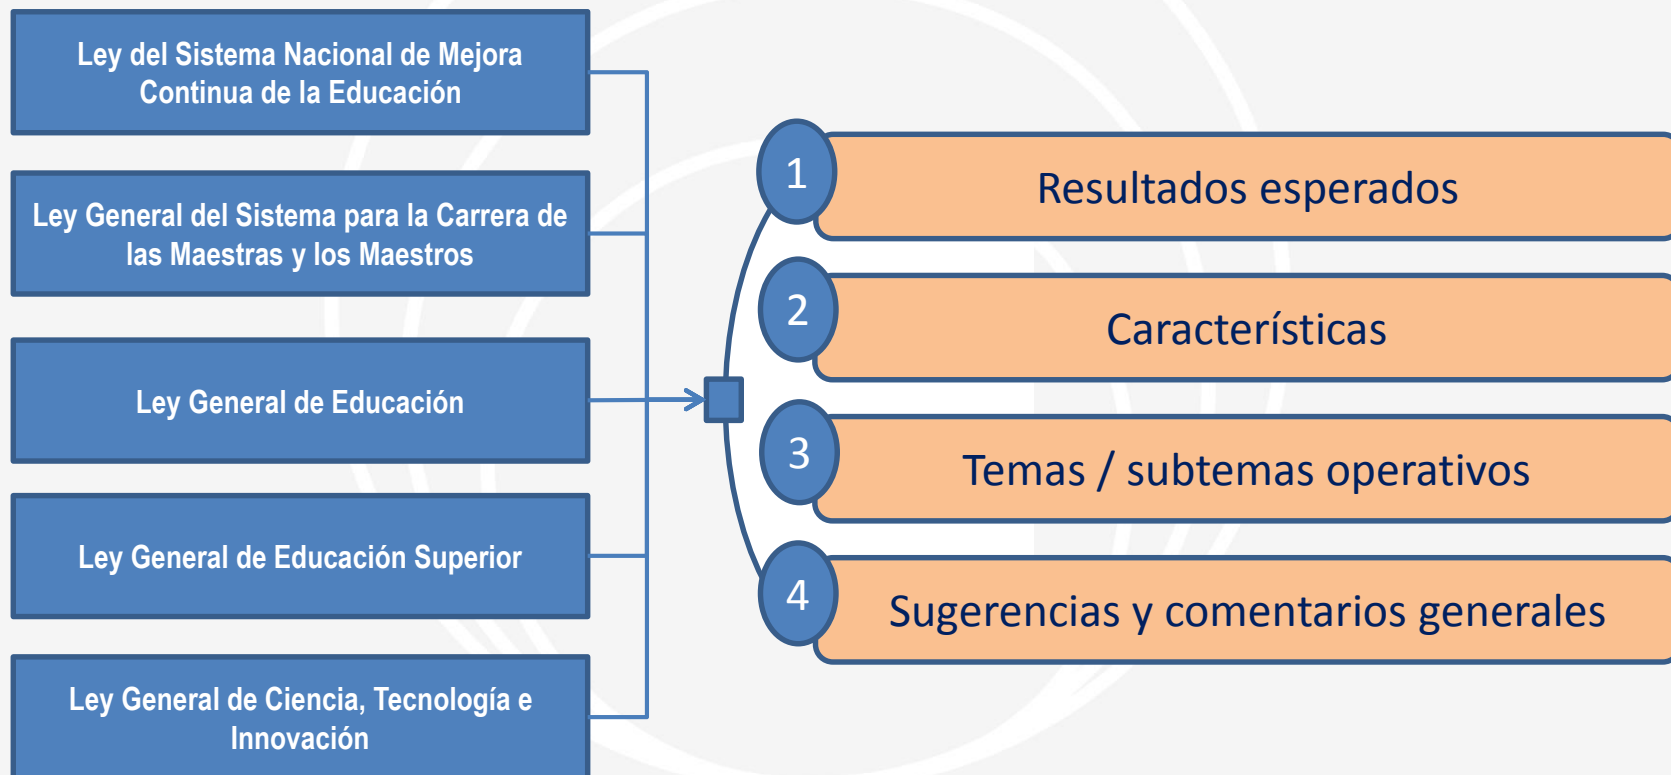 Ley del Sistema Nacional de Mejora
Continua de la Educación
Ley General del Sistema para la Carrera de
las Maestras y los Maestros
Ley General de Educación
Ley General de Educación Superior
Ley General de Ciencia, Tecnología e
Innovación
1
Resultados esperados
2
Características
3
Temas / subtemas operativos
4
Sugerencias y comentarios generales